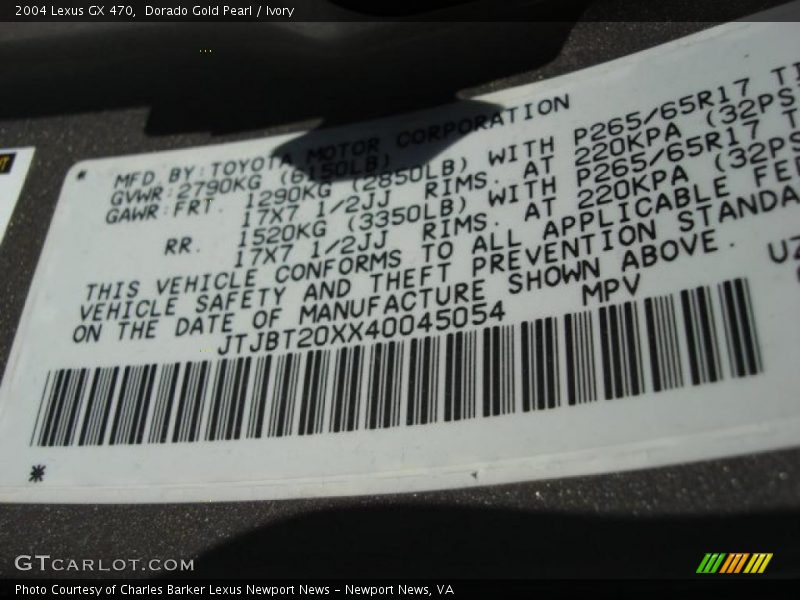 2004 Lexus GX 470, Dorado Gold Pearl / Ivory
MFD BY:TOYOTA MOTOR CORPORATION
GVWR:2790KG (6150LB)
GAWR:FRT. 1290KG (2850LB) WITH P265/65R17
17X7 1/2JJ RIMS. AT 220KPA (32PS
RR. 1520KG (3350LB) WITH P265/65R17
17X7 1/2JJ RIMS. AT 220KPA (32PS
THIS VEHICLE CONFORMS TO ALL APPLICABLE FE
VEHICLE SAFETY AND THEFT PREVENTION STANDA
ON THE DATE OF MANUFACTURE SHOWN ABOVE.
JTJBT20XX40045054 MPV
*
*
GTCARLOT.COM
Photo Courtesy of Charles Barker Lexus Newport News - Newport News, VA